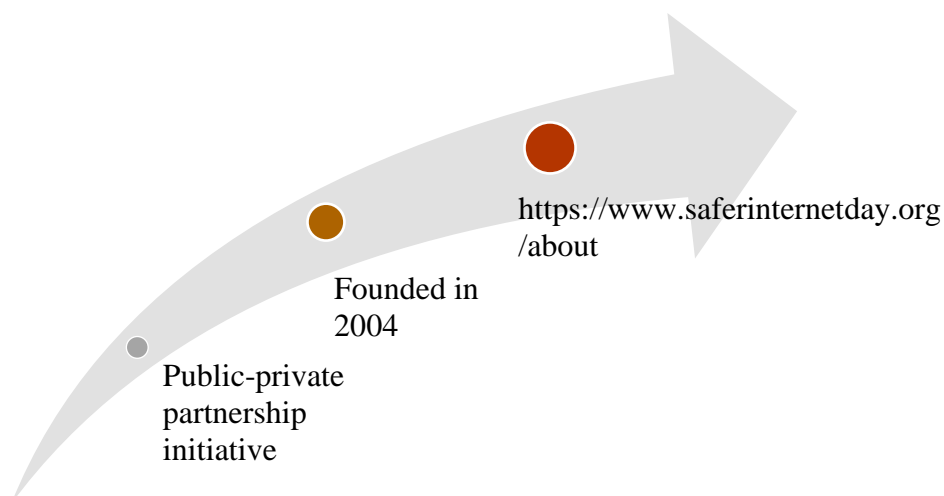 Public-private
partnership
initiative
Founded in
2004
https://www.saferinternetday.org
/about